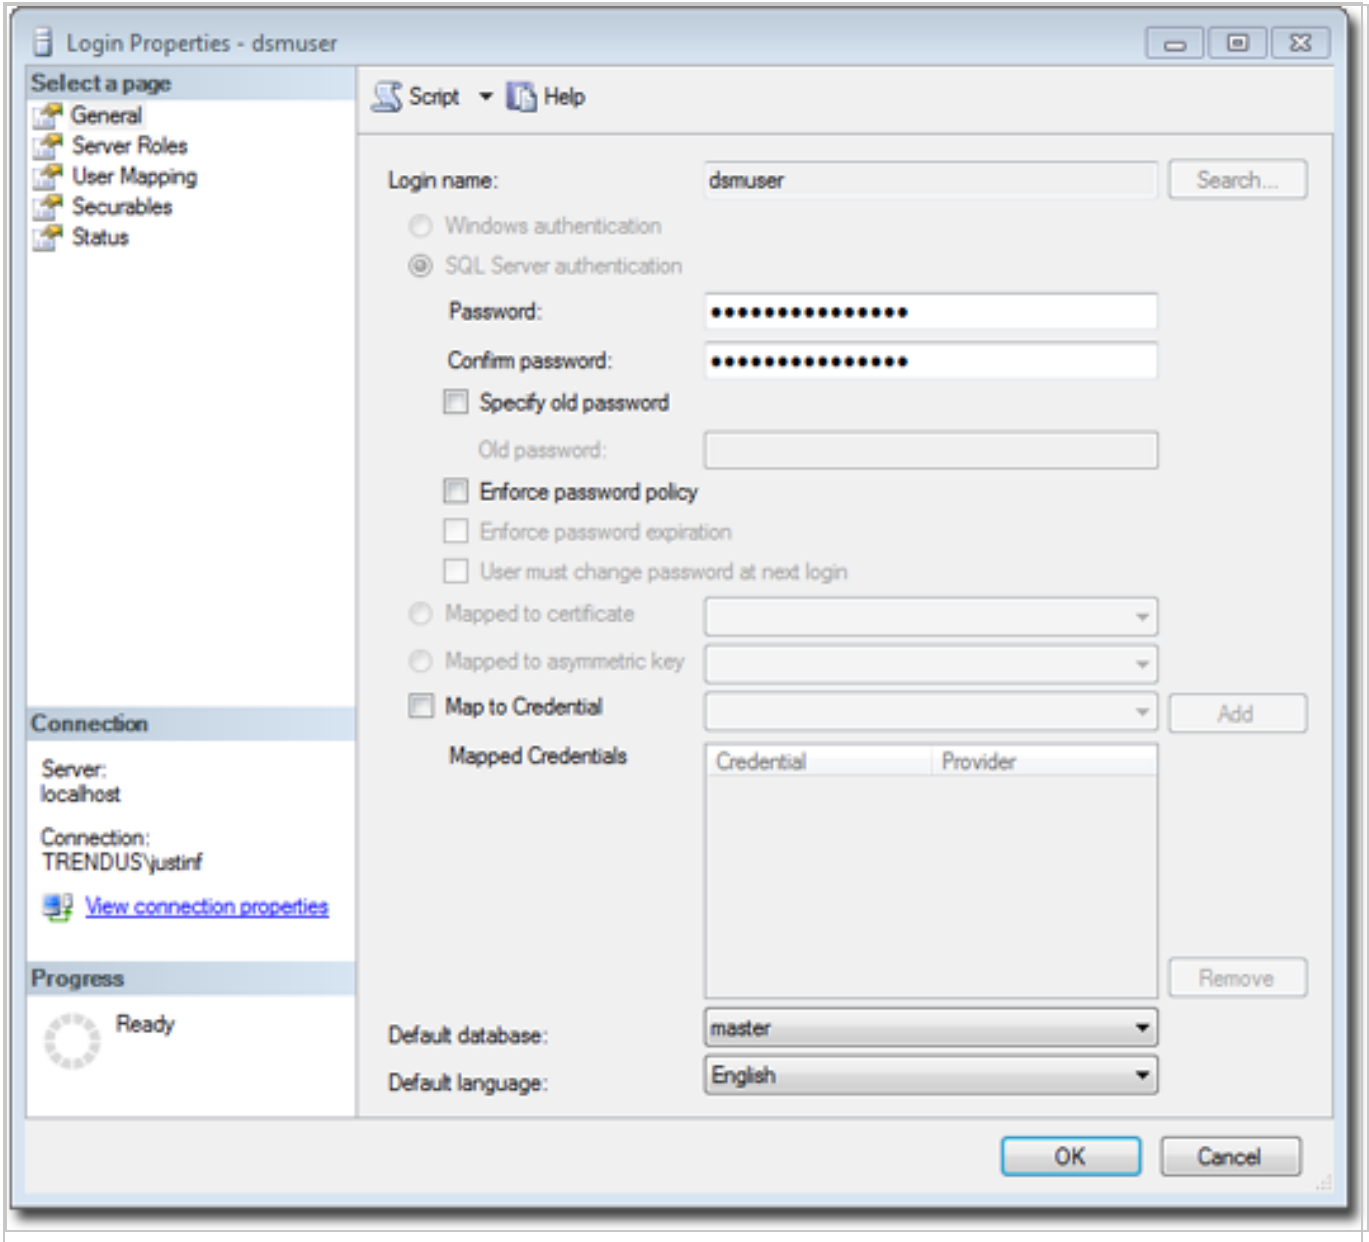 Login Properties - dsmuser
Select a page
General
Server Roles
User Mapping
Securables
Status
Connection
Server:
localhost
Connection:
TRENDUS\justinf
View connection properties
Progress
Ready
Script Help
Login name: dsmuser Search...
Windows authentication
SQL Server authentication
Password: •••••••••••••••
Confirm password: •••••••••••••••
Specify old password
Old password:
Enforce password policy
Enforce password expiration
User must change password at next login
Mapped to certificate
Mapped to asymmetric key
Map to Credential Add
Mapped Credentials Credential Provider
Remove
Default database: master
Default language: English
OK Cancel